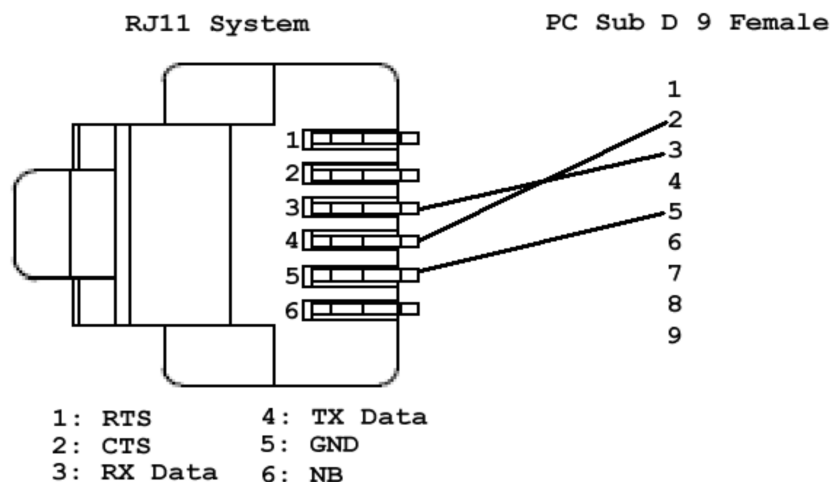 RJ11 System
PC Sub D 9 Female
1
2
3
4
5
6
1
2
3
4
5
6
7
8
9
1: RTS
2: CTS
3: RX Data
4: TX Data
5: GND
6: NB